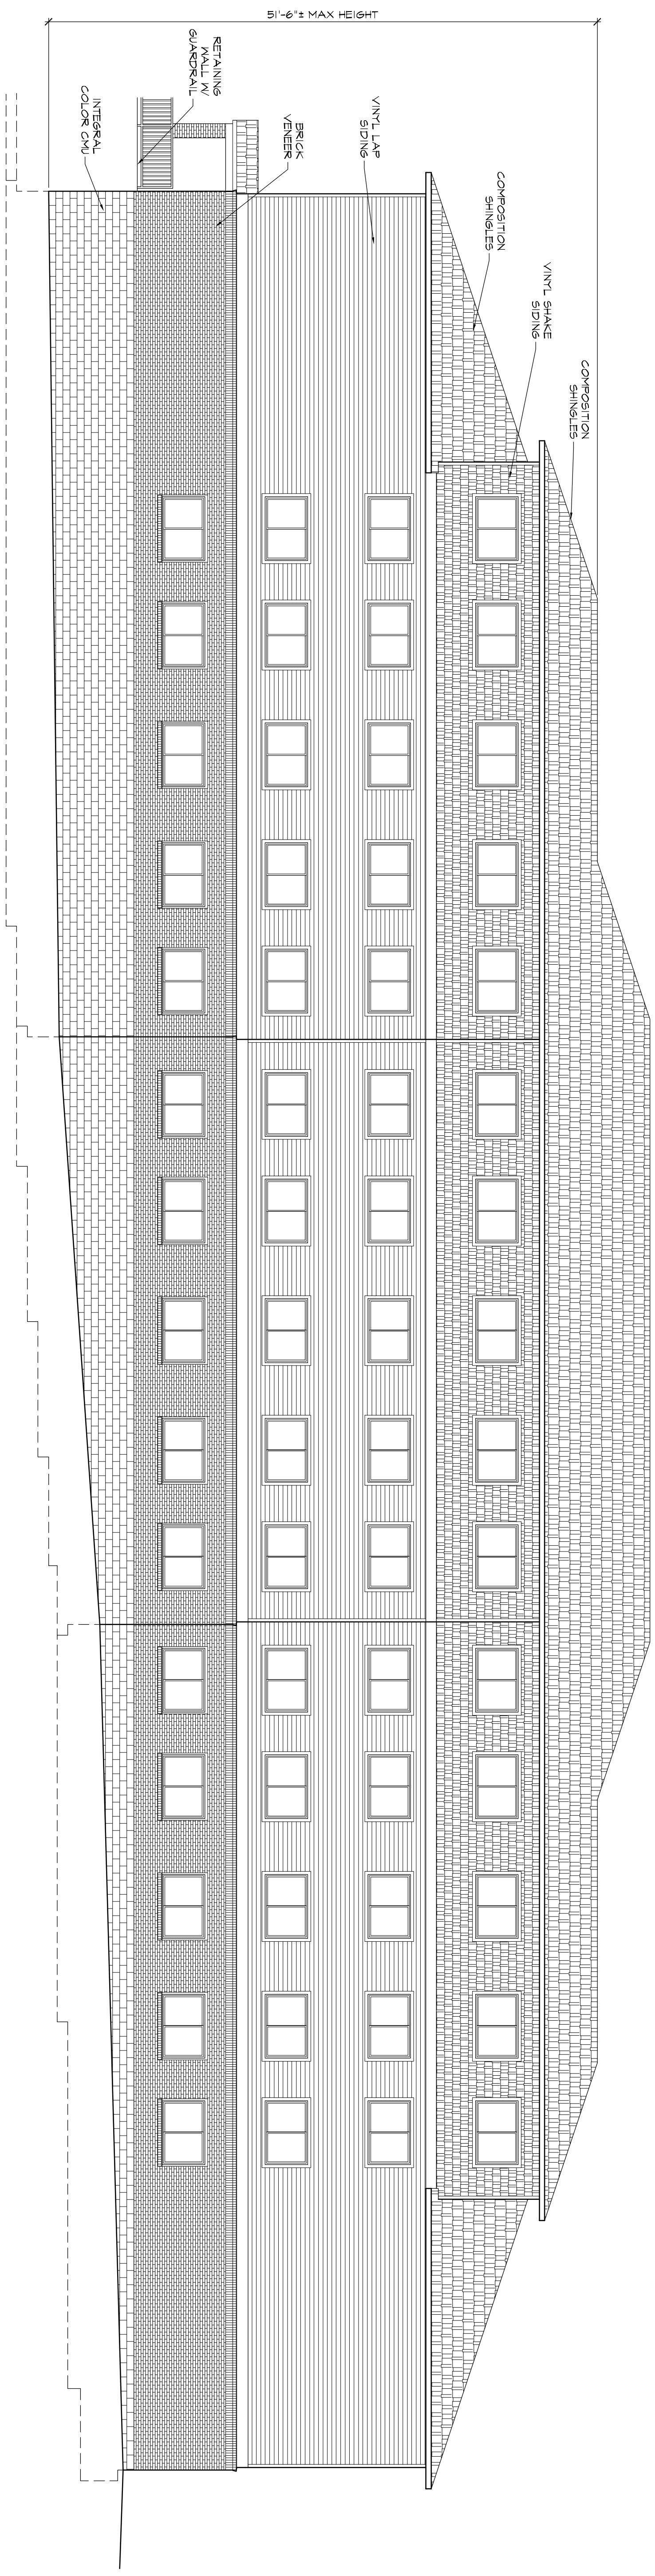 51'-6"± MAX HEIGHT
COMPOSITION
SHINGLES
VINYL SHAKE
SIDING
COMPOSITION
SHINGLES
VINYL LAP
SIDING
BRICK
VENEER
RETAINING
WALL W/
GUARDRAIL
INTEGRAL
COLOR CMU